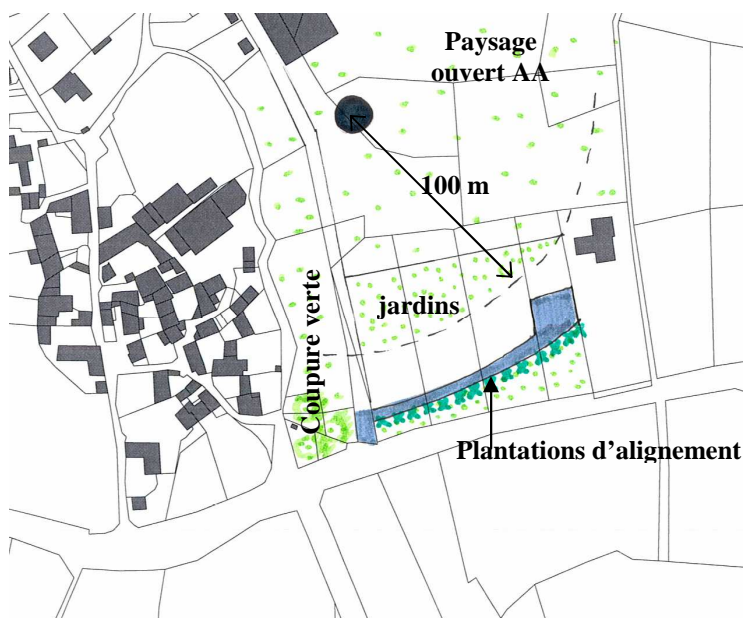 Paysage
ouvert AA
100 m
jardins
Coupure verte
Plantations d'alignement